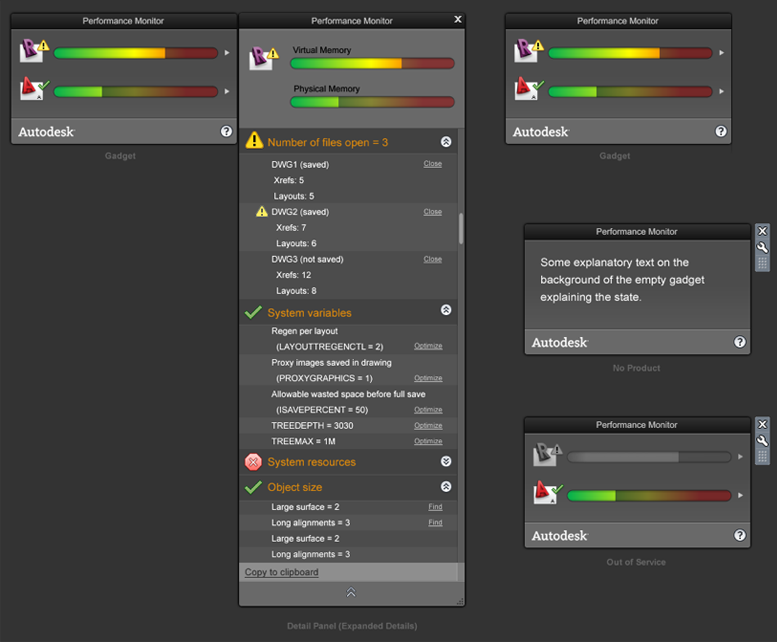 Performance Monitor
Autodesk
?
Gadget
Performance Monitor
X
Virtual Memory
Physical Memory
Number of files open = 3
DWG1 (saved) Close
Xrefs: 5
Layouts: 5
DWG2 (saved) Close
Xrefs: 7
Layouts: 6
DWG3 (not saved) Close
Xrefs: 12
Layouts: 8
System variables
Regen per layout
(LAYOUTREGENCTL = 2) Optimize
Proxy images saved in drawing
(PROXYGRAPHICS = 1) Optimize
Allowable wasted space before full save
(ISAVEPERCENT = 50) Optimize
TREEDEPTH = 3030 Optimize
TREEMAX = 1M Optimize
System resources
Object size
Large surface = 2 Find
Long alignments = 3 Find
Large surface = 2
Long alignments = 3
Copy to clipboard
Detail Panel (Expanded Details)
Performance Monitor
Autodesk
?
Gadget
Performance Monitor
Some explanatory text on the
background of the empty gadget
explaining the state.
Autodesk
?
No Product
Performance Monitor
Autodesk
?
Out of Service